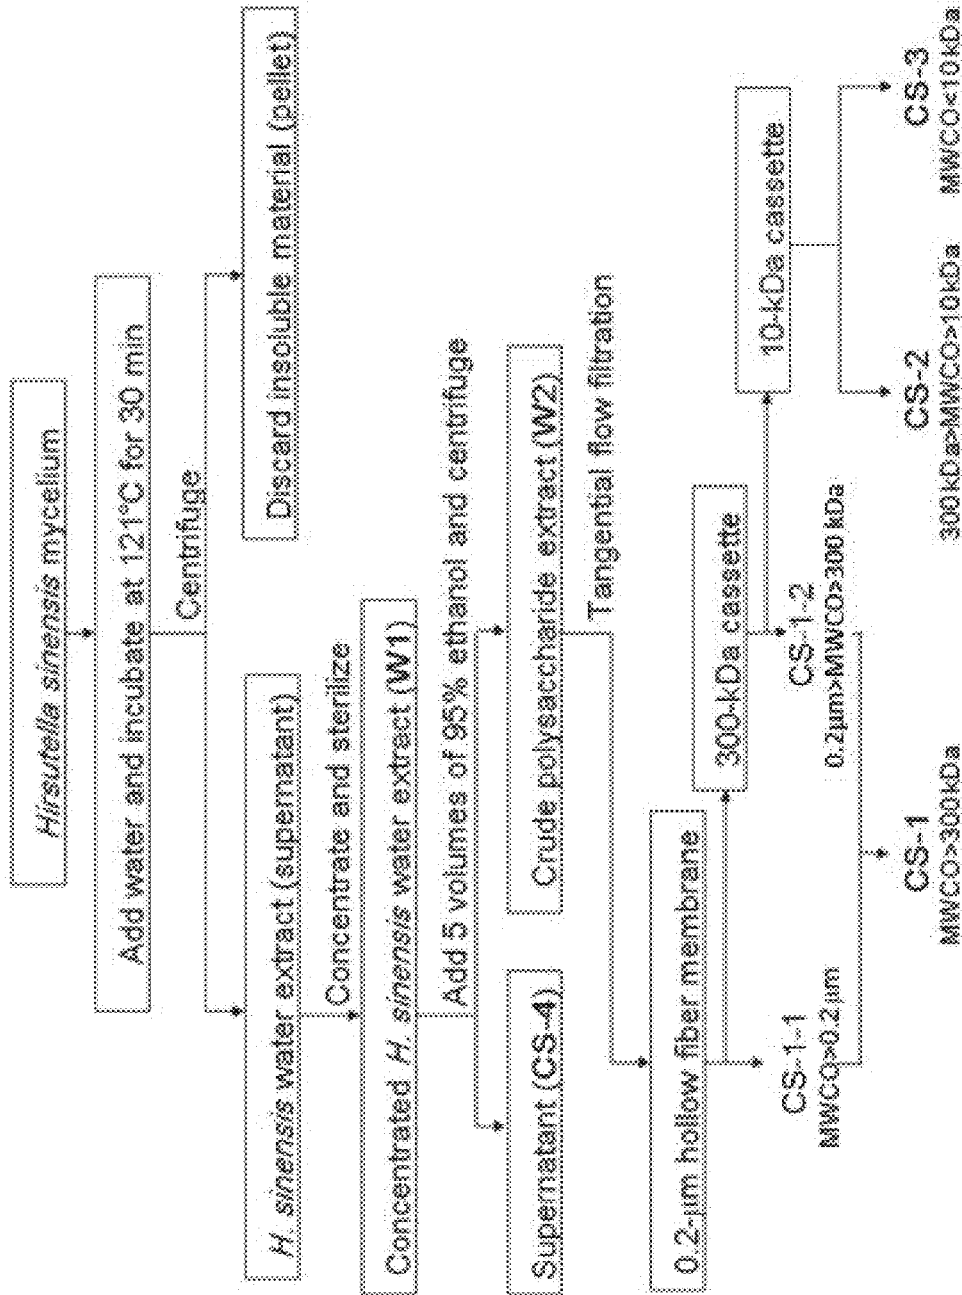 Hirsutella sinensis mycelium
Add water and incubate at 121°C for 30 min
Centrifuge
H. sinensis water extract (supernatant)
Discard insoluble material (pellet)
Concentrate and sterilize
Concentrated H. sinensis water extract (W1)
Add 5 volumes of 95% ethanol and centrifuge
Supernatant (CS-4)
Crude polysaccharide extract (W2)
Tangential flow filtration
0.2-µm hollow fiber membrane
300-kDa cassette
10-kDa cassette
CS-1-1
MWCO>0.2 µm
CS-1-2
0.2µm>MWCO>300 kDa
CS-1
MWCO>300kDa
CS-2
300kDa>MWCO>10kDa
CS-3
MWCO<10kDa